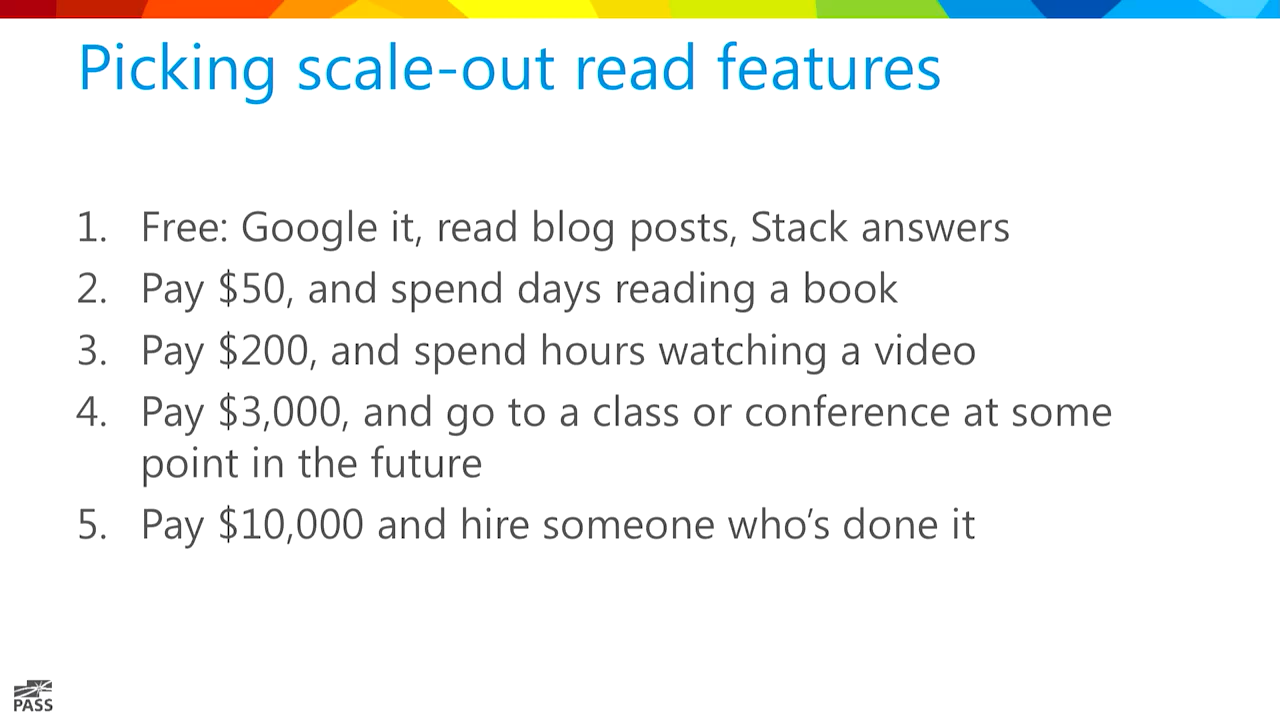 Picking scale-out read features
1. Free: Google it, read blog posts, Stack answers
2. Pay $50, and spend days reading a book
3. Pay $200, and spend hours watching a video
4. Pay $3,000, and go to a class or conference at some
point in the future
5. Pay $10,000 and hire someone who’s done it
PASS